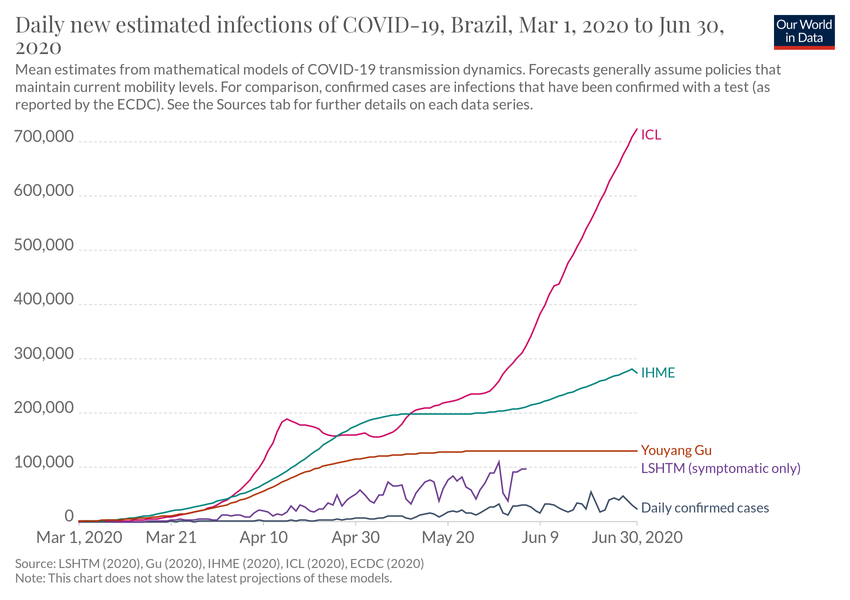 Daily new estimated infections of COVID-19, Brazil, Mar 1, 2020 to Jun 30,
2020
Our World
in Data
Mean estimates from mathematical models of COVID-19 transmission dynamics. Forecasts generally assume policies that
maintain current mobility levels. For comparison, confirmed cases are infections that have been confirmed with a test (as
reported by the ECDC). See the Sources tab for further details on each data series.
700,000
ICL
600,000
500,000
400,000
300,000
IHME
200,000
Youyang Gu
100,000
LSHTM (symptomatic only)
Daily confirmed cases
0
Mar 1, 2020
Mar 21
Apr 10
Apr 30
May 20
Jun 9
Jun 30, 2020
Source: LSHTM (2020), Gu (2020), IHME (2020), ICL (2020), ECDC (2020)
Note: This chart does not show the latest projections of these models.